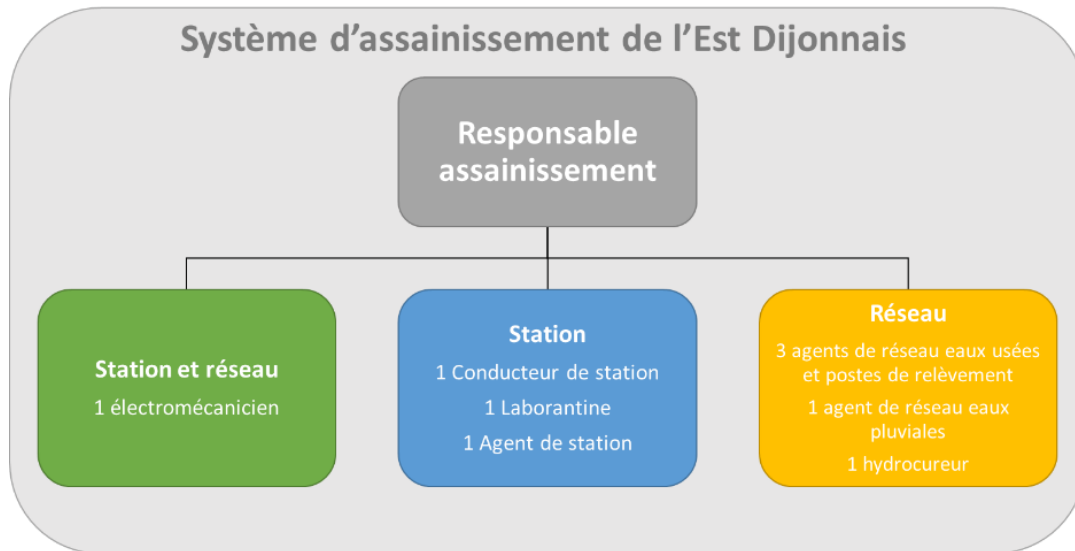 Système d’assainissement de l’Est Dijonnais
Responsable
assainissement
Station et réseau
1 électromécanicien
Station
1 Conducteur de station
1 Laborantine
1 Agent de station
Réseau
3 agents de réseau eaux usées
et postes de relèvement
1 agent de réseau eaux
pluviales
1 hydrocureur